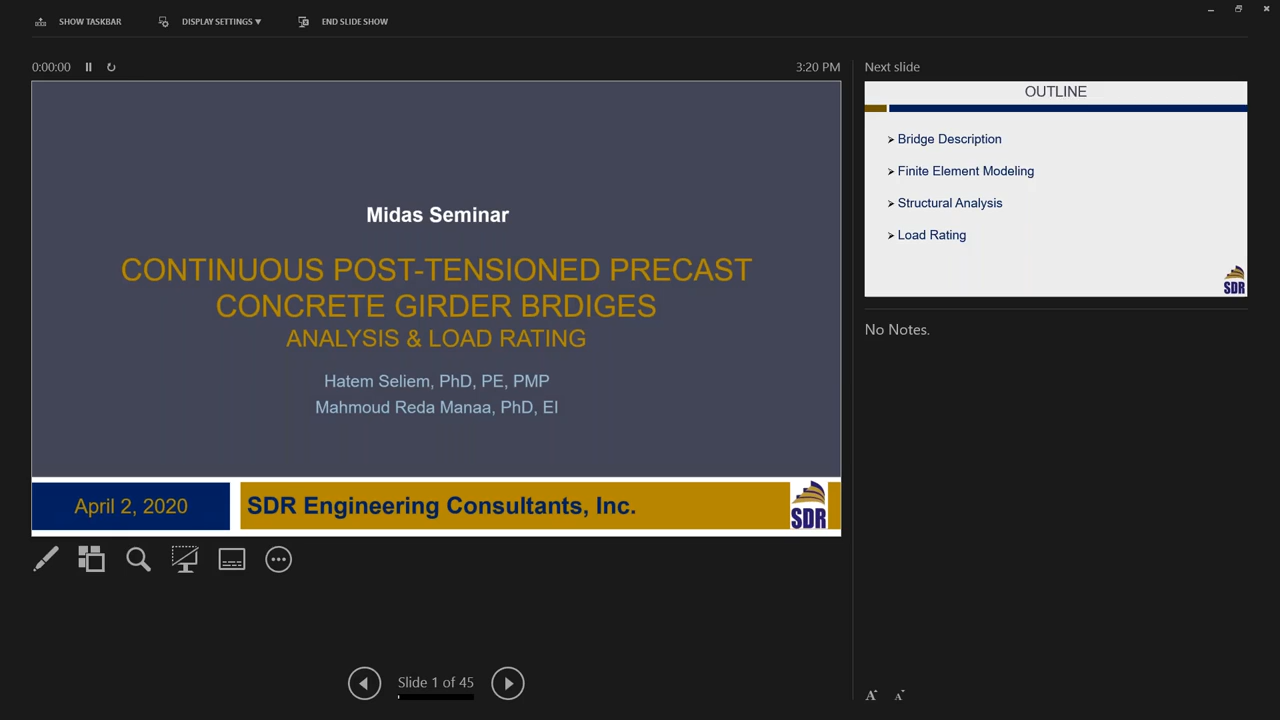 SHOW TASKBAR
DISPLAY SETTINGS ▼
END SLIDE SHOW
0:00:00
3:20 PM
Midas Seminar
CONTINUOUS POST-TENSIONED PRECAST
CONCRETE GIRDER BRDIGES
ANALYSIS & LOAD RATING
Hatem Seliem, PhD, PE, PMP
Mahmoud Reda Manaa, PhD, EI
April 2, 2020
SDR Engineering Consultants, Inc.
SDR
Slide 1 of 45
Next slide
OUTLINE
➢ Bridge Description
➢ Finite Element Modeling
➢ Structural Analysis
➢ Load Rating
SDR
No Notes.
A A